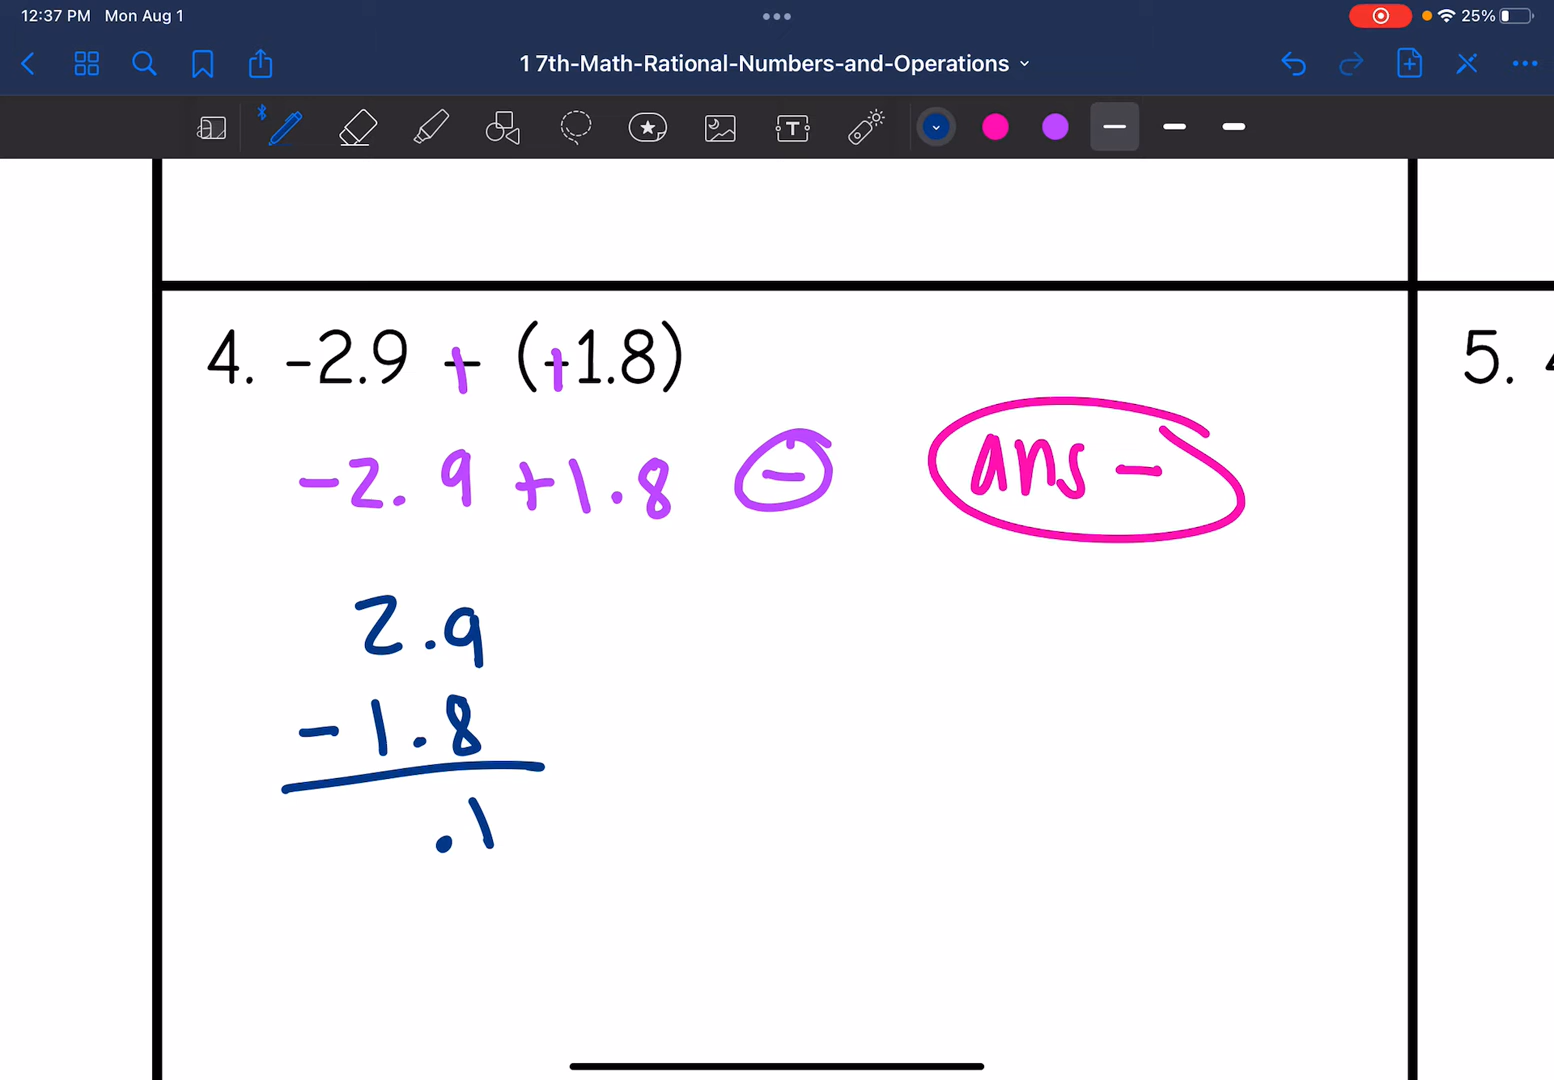 12:37 PM Mon Aug 1
25%
1 7th-Math-Rational-Numbers-and-Operations
T
4. -2.9 + (+1.8)
5.
-2.9 +1.8 - ans -
2.9
- 1.8
.1